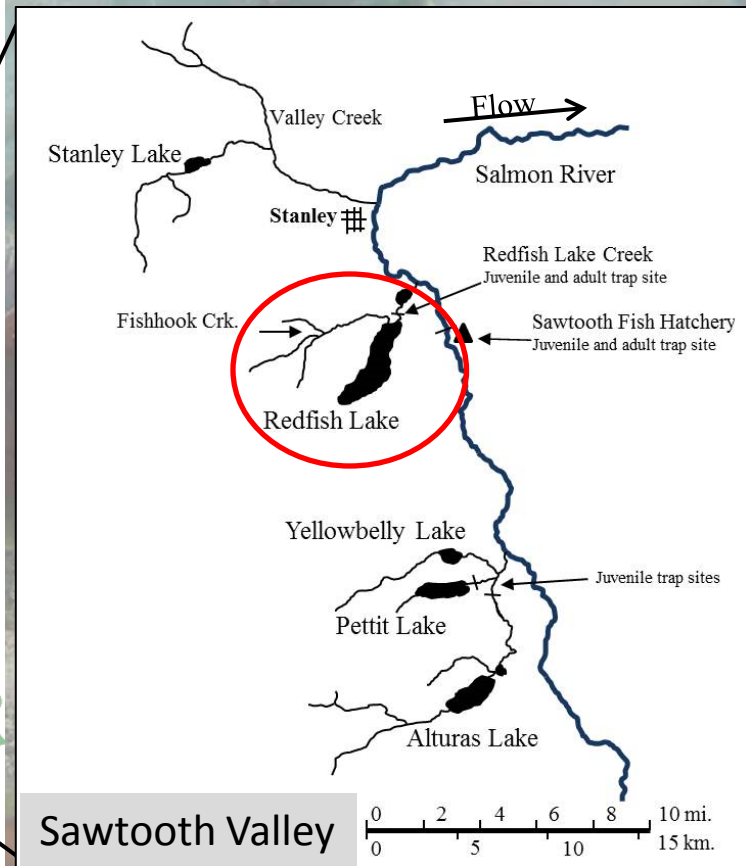 Flow
Valley Creek
Stanley Lake
Salmon River
Stanley
Redfish Lake Creek
Juvenile and adult trap site
Fishhook Crk.
Sawtooth Fish Hatchery
Juvenile and adult trap site
Redfish Lake
Yellowbelly Lake
Juvenile trap sites
Pettit Lake
Alturas Lake
Sawtooth Valley
0 2 4 6 8 10 mi.
0 5 10 15 km.